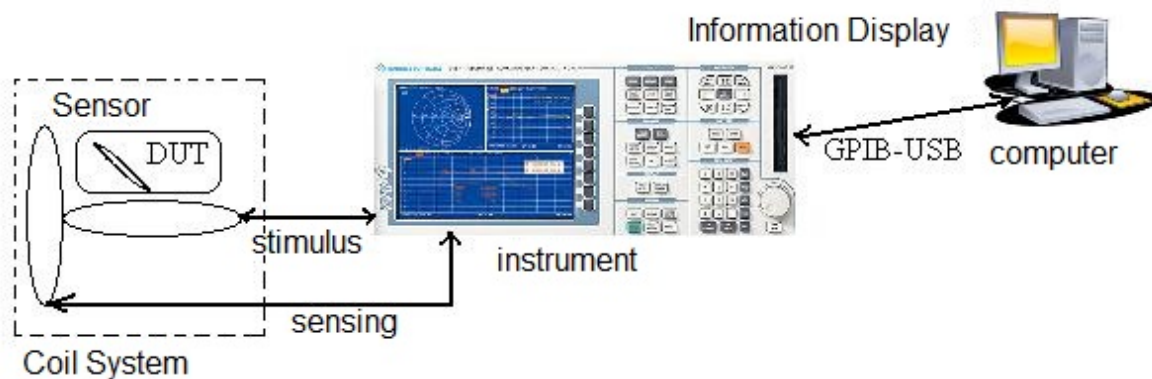 Information Display
Sensor
DUT
GPIB-USB
computer
stimulus
instrument
sensing
Coil System